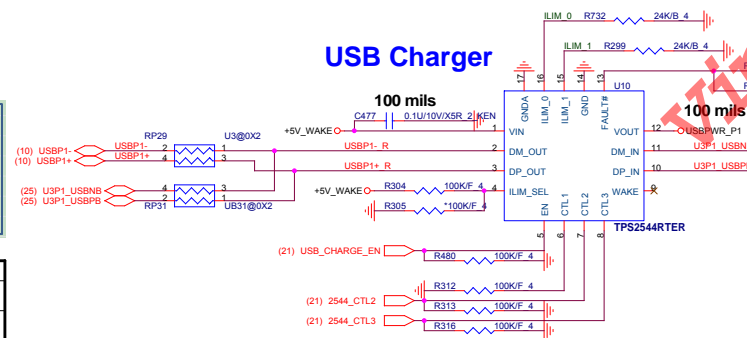 ILIM_0 R732 24K/B_4
ILIM_1 R299 24K/B_4
USB Charger
17 16 15 14 13
U10
GNDA ILIM_0 ILIM_1 GND FAULT#
100 mils
100 mils
C477 0.1U/10V/X5R_2_KEN
+5V_WAKE 1 VIN VOUT 12 USBPWR_P1
RP29 U3@0X2
(10) USBP1- USBP1- 2 1 USBP1-_R 2 DM_OUT DM_IN 11 U3P1_USBN
(10) USBP1+ USBP1+ 4 3 USBP1+_R 3 DP_OUT DP_IN 10 U3P1_USBP
(25) U3P1_USBNB 4 3
+5V_WAKE R304 100K/F_4 4 ILIM_SEL WAKE 9
(25) U3P1_USBPB 2 1
RP31 UB31@0X2
R305 *100K/F_4
EN CTL1 CTL2 CTL3
TPS2544RTER
5 6 7 8
(21) USB_CHARGE_EN
R480 100K/F_4
R312 100K/F_4
(21) 2544_CTL2
R313 100K/F_4
(21) 2544_CTL3
R316 100K/F_4